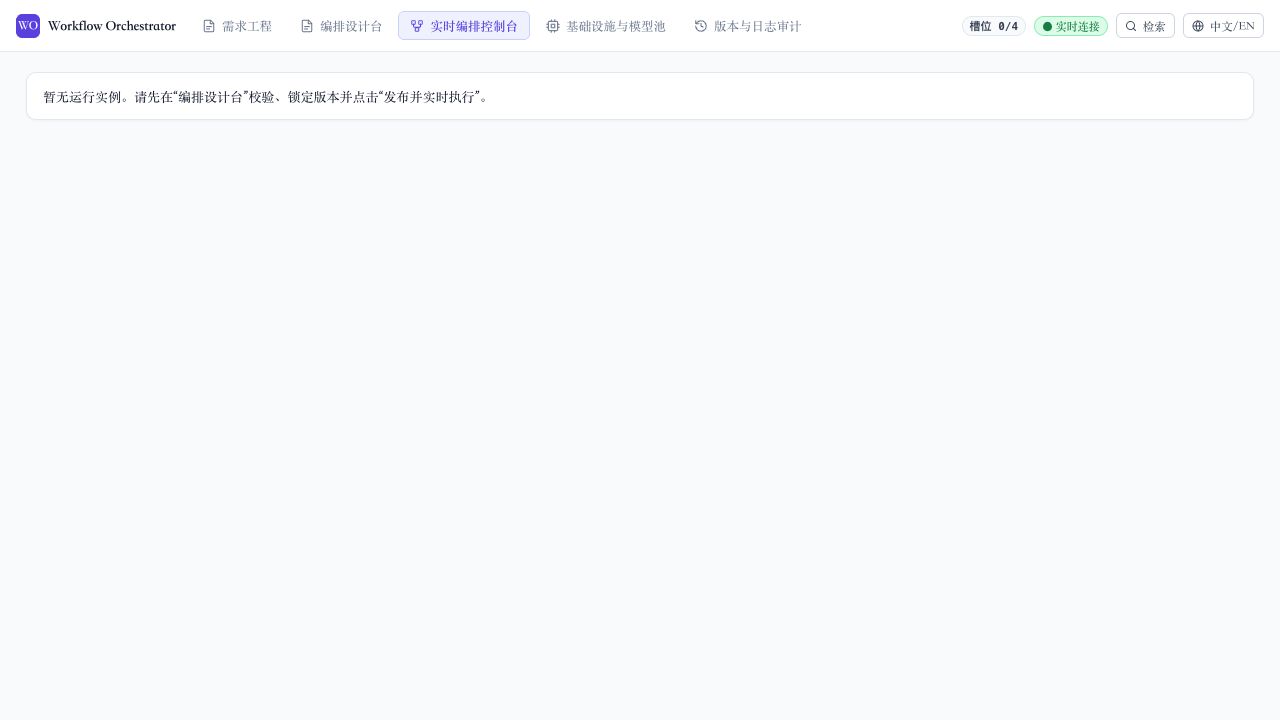 WO Workflow Orchestrator 需求工程 编排设计台 实时编排控制台 基础设施与模型池 版本与日志审计 槽位 0/4 实时连接 检索 中文/EN
暂无运行实例。请先在“编排设计台”校验、锁定版本并点击“发布并实时执行”。